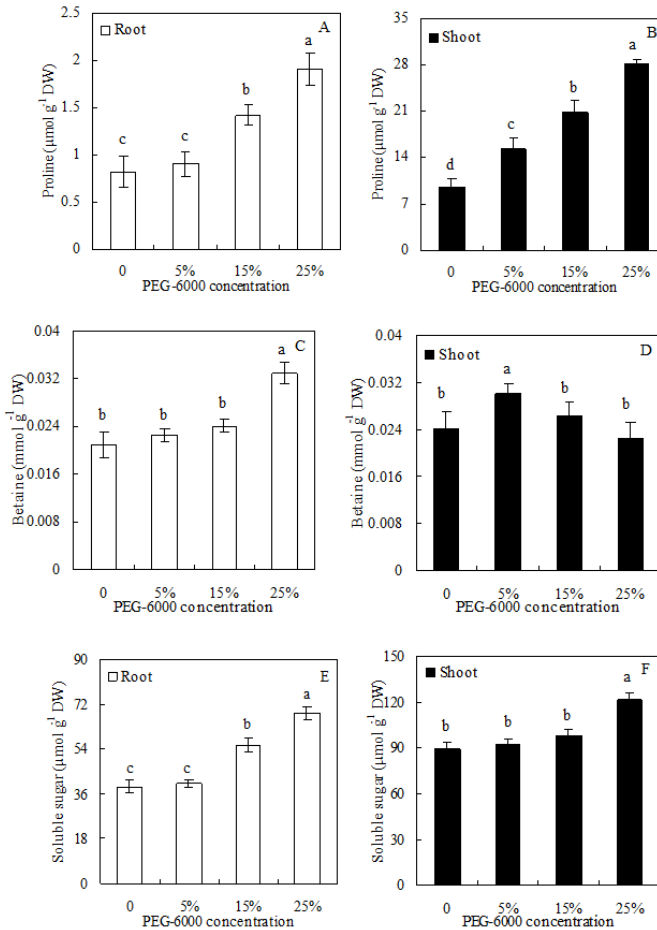 2.5
□ Root
A
a
2
b
1.5
c
c
1
0.5
0
0
5%
15%
25%
PEG-6000 concentration
Proline (μmol g-1 DW)
35
■ Shoot
B
a
28
b
21
c
14
d
7
0
0
5%
15%
25%
PEG-6000 concentration
Proline (μmol g-1 DW)
0.04
□ Root
C
a
0.032
b
b
b
0.024
0.016
0.008
0
0
5%
15%
25%
PEG-6000 concentration
Betaine (mmol g-1 DW)
0.04
■ Shoot
D
a
0.032
b
b
b
0.024
0.016
0.008
0
0
5%
15%
25%
PEG-6000 concentration
Betaine (mmol g-1 DW)
90
□ Root
E
a
72
b
54
c
c
36
18
0
0
5%
15%
25%
PEG-6000 concentration
Soluble sugar (μmol g-1 DW)
150
■ Shoot
F
a
120
b
b
b
90
60
30
0
0
5%
15%
25%
PEG-6000 concentration
Soluble sugar (μmol g-1 DW)